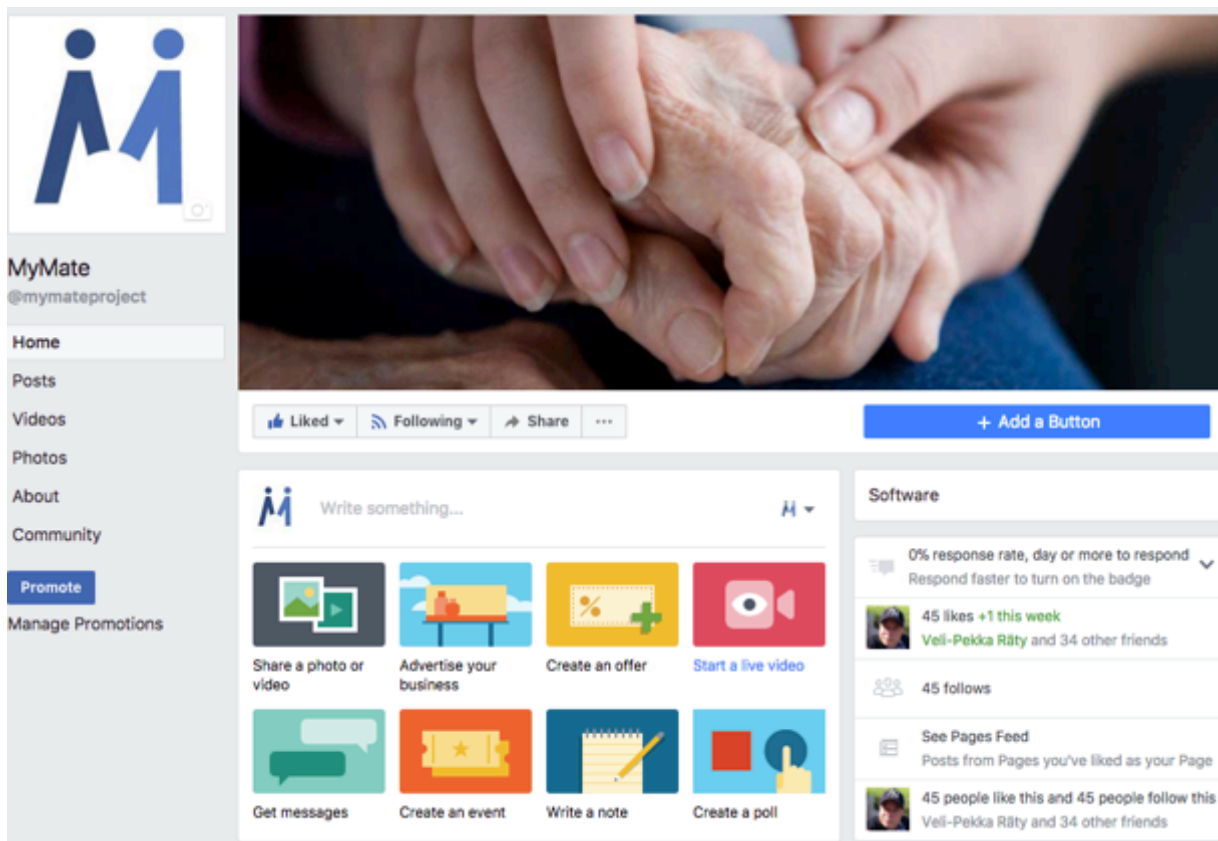 MyMate
@mymateproject
Home
Posts
Videos
Photos
About
Community
Promote
Manage Promotions
Liked
Following
Share
+ Add a Button
Write something...
Share a photo or
video
Advertise your
business
Create an offer
Start a live video
Get messages
Create an event
Write a note
Create a poll
Software
0% response rate, day or more to respond
Respond faster to turn on the badge
45 likes +1 this week
Veli-Pekka Räty and 34 other friends
45 follows
See Pages Feed
Posts from Pages you've liked as your Page
45 people like this and 45 people follow this
Veli-Pekka Räty and 34 other friends